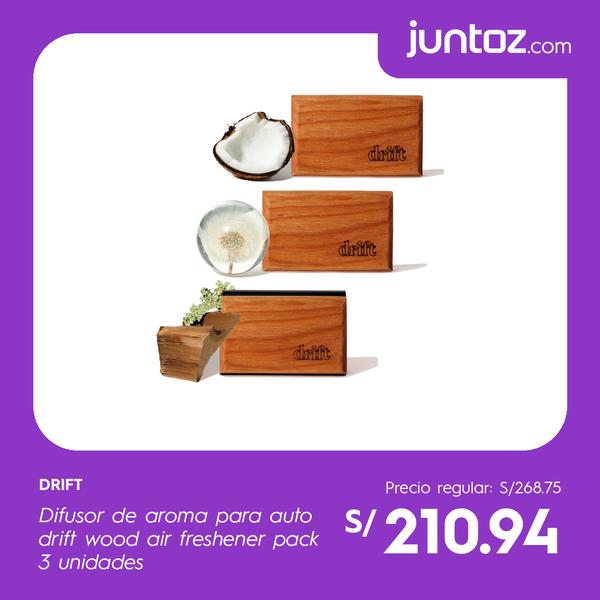 juntoz.com
drift
drift
drift
DRIFT
Difusor de aroma para auto
drift wood air freshener pack
3 unidades
Precio regular: S/268.75
S/ 210.94